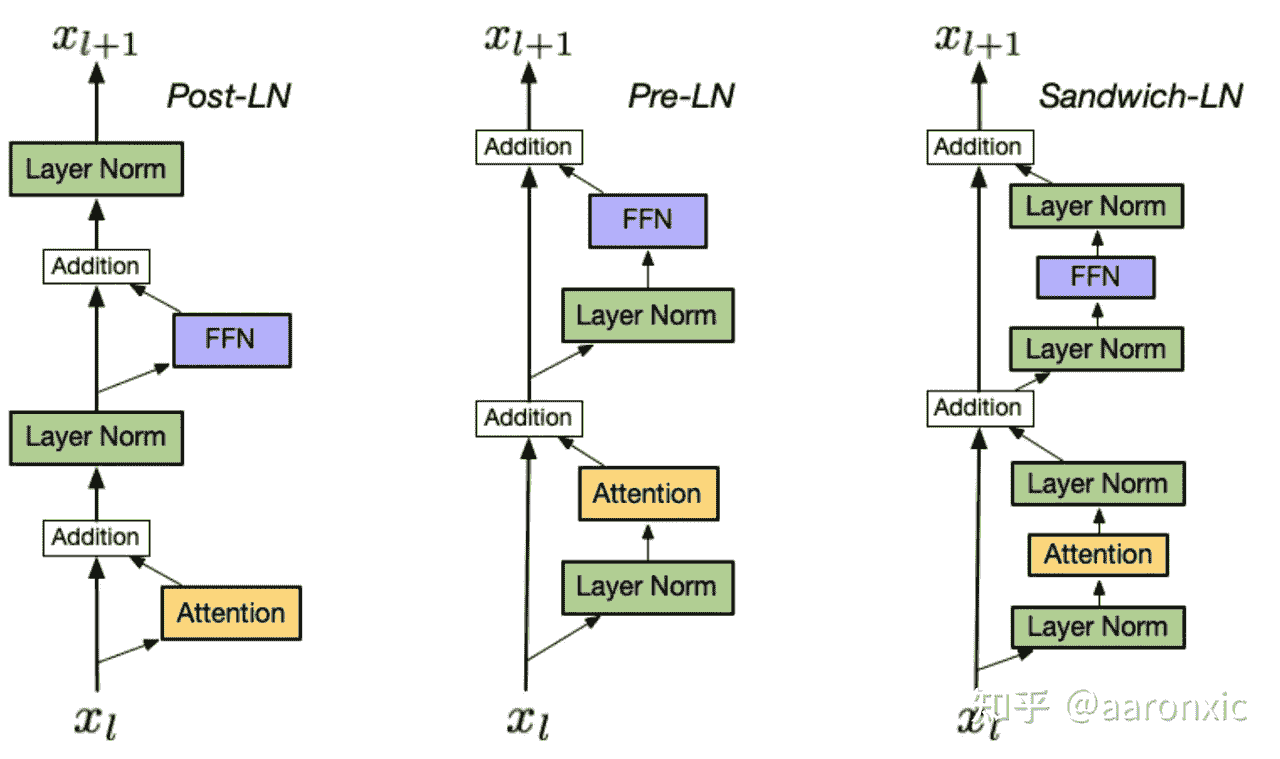 x_{l+1}
Post-LN
Layer Norm
Addition
FFN
Layer Norm
Addition
Attention
x_l
x_{l+1}
Pre-LN
Addition
FFN
Layer Norm
Addition
Attention
Layer Norm
x_l
x_{l+1}
Sandwich-LN
Addition
Layer Norm
FFN
Layer Norm
Addition
Layer Norm
Attention
Layer Norm
x_l
知乎 @aaronxic